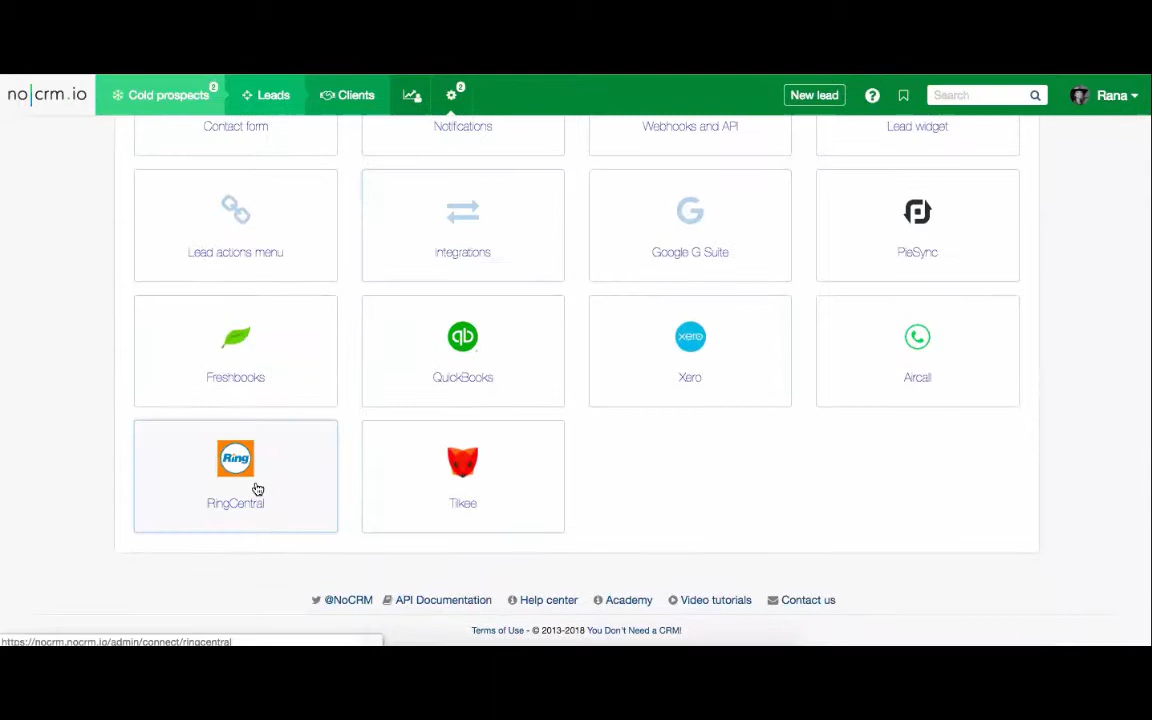 no|crm.io Cold prospects 2 Leads Clients 2 New lead Search Rana
Contact form Notifications Webhooks and API Lead widget
Lead actions menu Integrations Google G Suite PieSync
qb xero
Freshbooks QuickBooks Xero Aircall
Ring
RingCentral Tilkee
@NoCRM API Documentation Help center Academy Video tutorials Contact us
Terms of Use - © 2013-2018 You Don't Need a CRM!
https://nocrm.nocrm.io/admin/connect/ringcentral